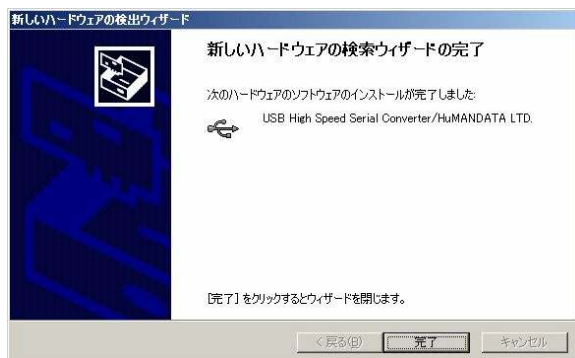 新しいハードウェアの検出ウィザード
新しいハードウェアの検索ウィザードの完了
次のハードウェアのソフトウェアのインストールが完了しました:
USB High Speed Serial Converter/HuMANDATA LTD.
[完了] をクリックするとウィザードを閉じます。
< 戻る(B)
完了
キャンセル